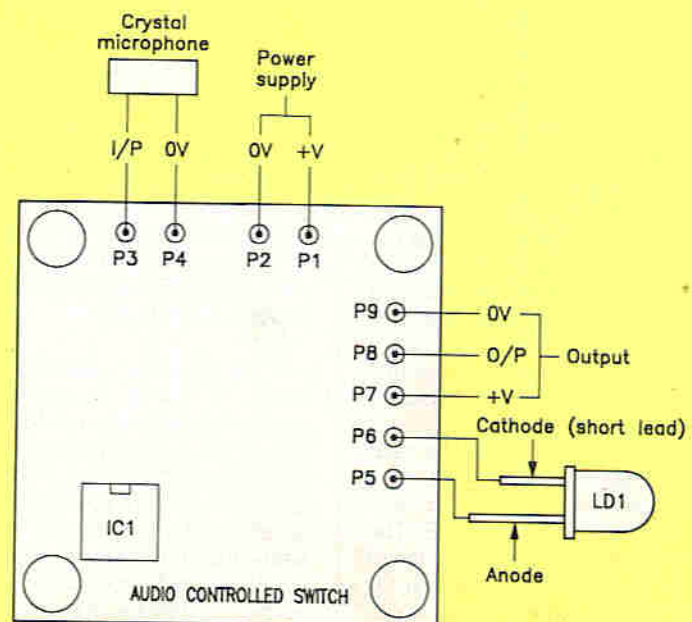 Crystal
microphone
Power
supply
I/P 0V 0V +V
P3 P4 P2 P1
P9 0V
P8 O/P Output
P7 +V
Cathode (short lead)
P6
P5
LD1
IC1
Anode
AUDIO CONTROLLED SWITCH